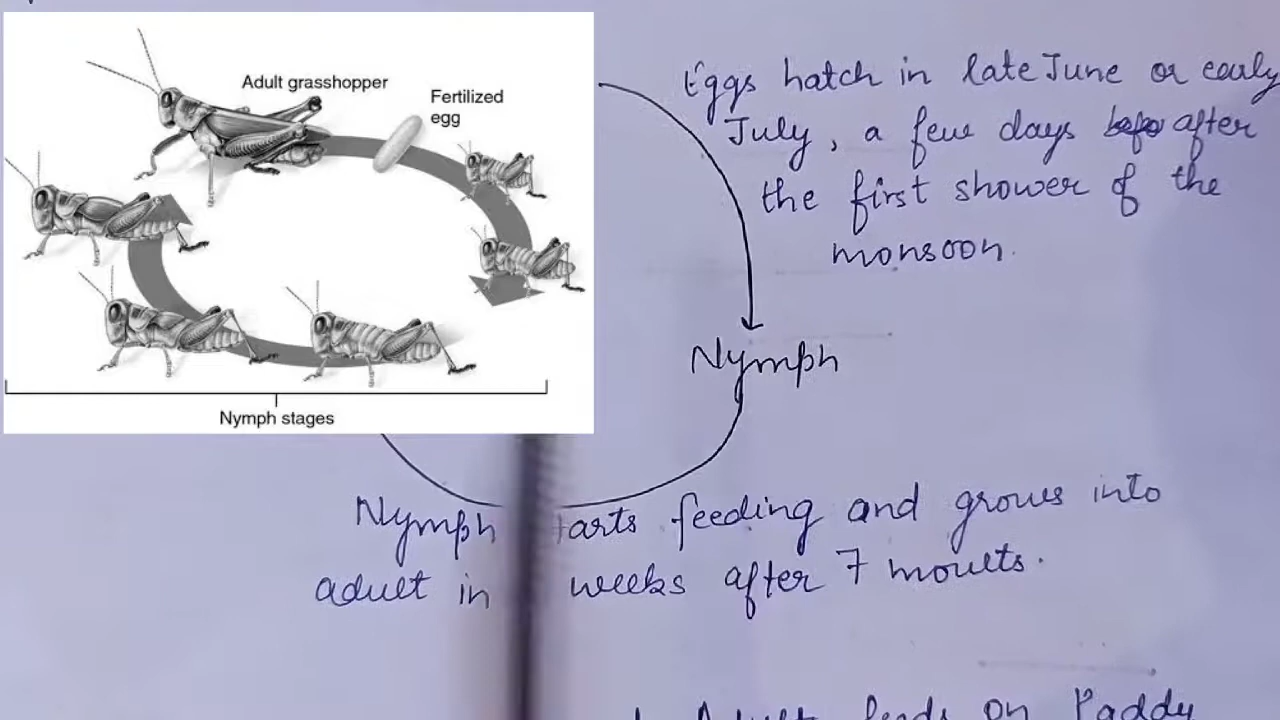 Adult grasshopper
Fertilized
egg
Nymph stages
Eggs hatch in late June or early
July, a few days after
the first shower of the
monsoon.
Nymph
Nymph feeding and grows into
adult in weeks after 7 moults.
Adult feeds on Paddy